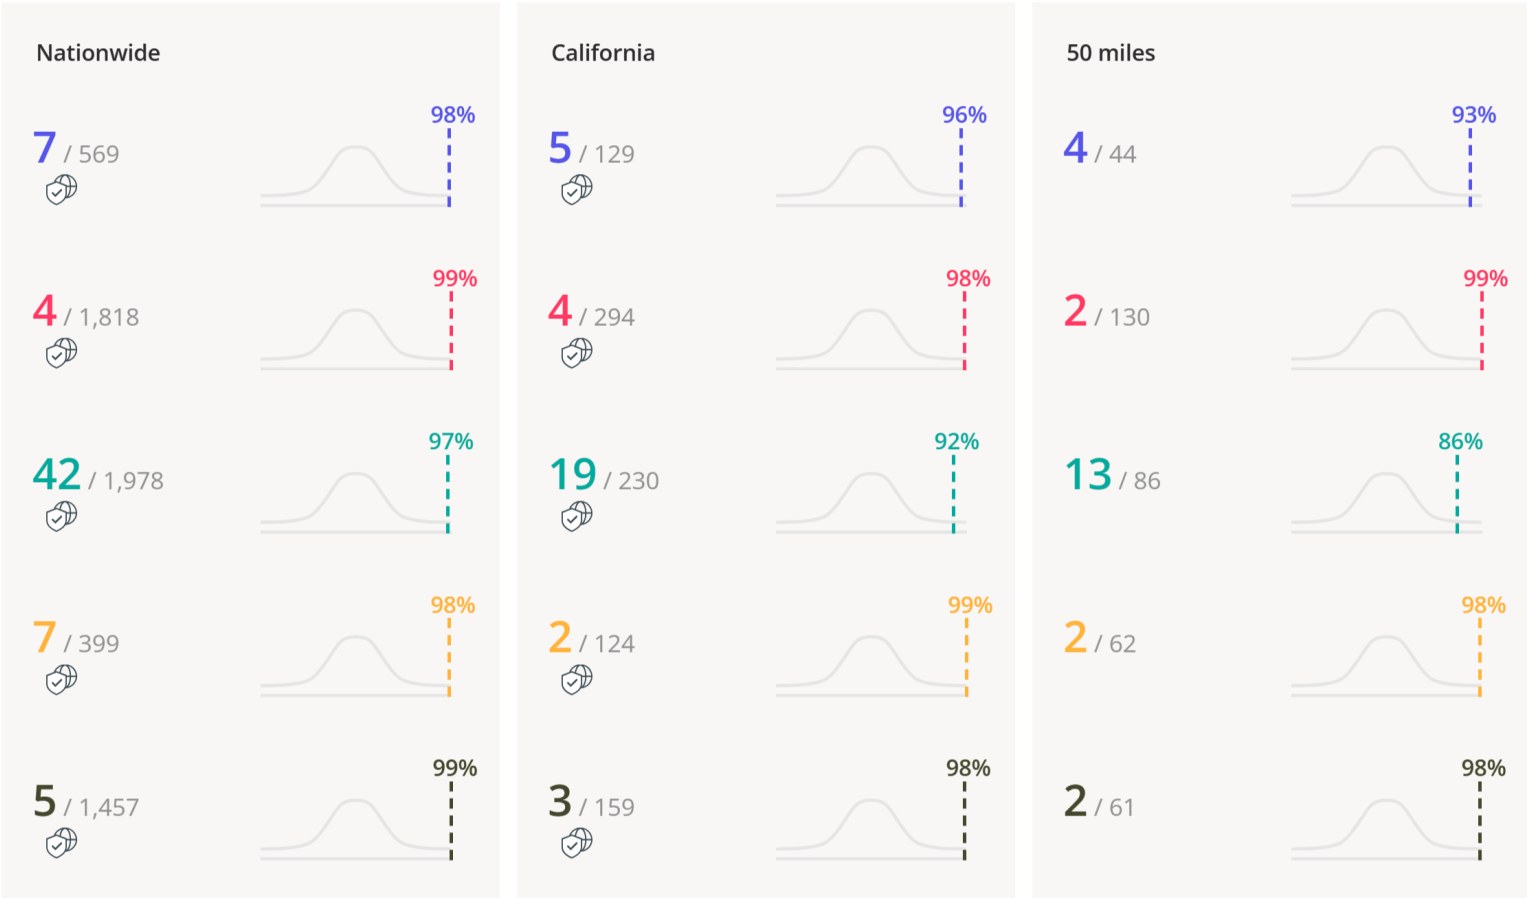 Nationwide
98%
7 / 569
99%
4 / 1,818
97%
42 / 1,978
98%
7 / 399
99%
5 / 1,457
California
96%
5 / 129
98%
4 / 294
92%
19 / 230
99%
2 / 124
98%
3 / 159
50 miles
93%
4 / 44
99%
2 / 130
86%
13 / 86
98%
2 / 62
98%
2 / 61